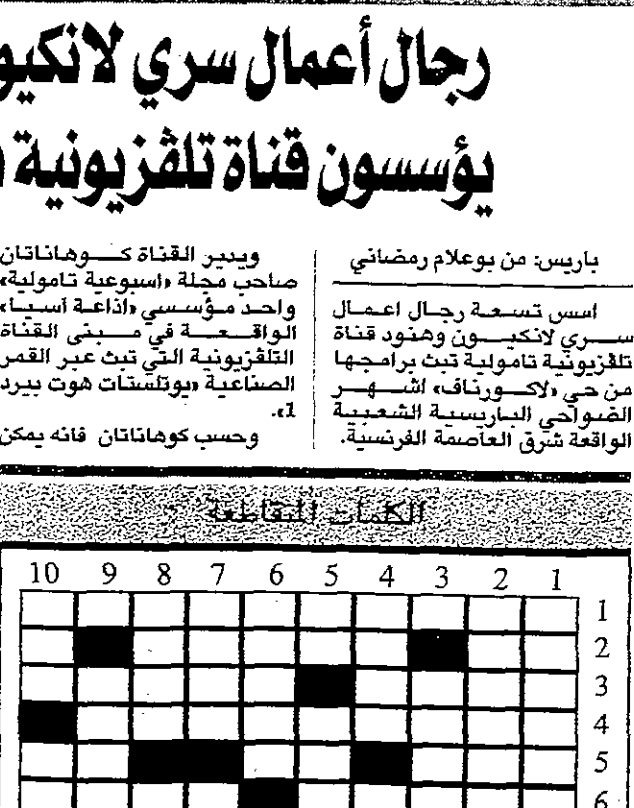 رجال أعمال سري لانكيو
يؤسسون قناة تلفزيونية
باريس: من بوعلام رمضاني
اسس تسعة رجال اعمال
سري لانكيون وهنود قناة
تلفزيونية تامولية تبث برامجها
من حي «لاكورناف» اشهر
الضواحي الباريسية الشعبية
الواقعة شرق العاصمة الفرنسية.
ويدير القناة كوهاناتان
صاحب مجلة «اسبوعية تامولية»
واحد مؤسسي «اذاعة آسيا»
الواقعة في مبنى القناة
التلفزيونية التي تبث عبر القمر
الصناعية «يوتلستات هوت بيرد
1».
وحسب كوهاناتان فانه يمكن
الكلمات المتقاطعة
10 9 8 7 6 5 4 3 2 1
1
2
3
4
5
6